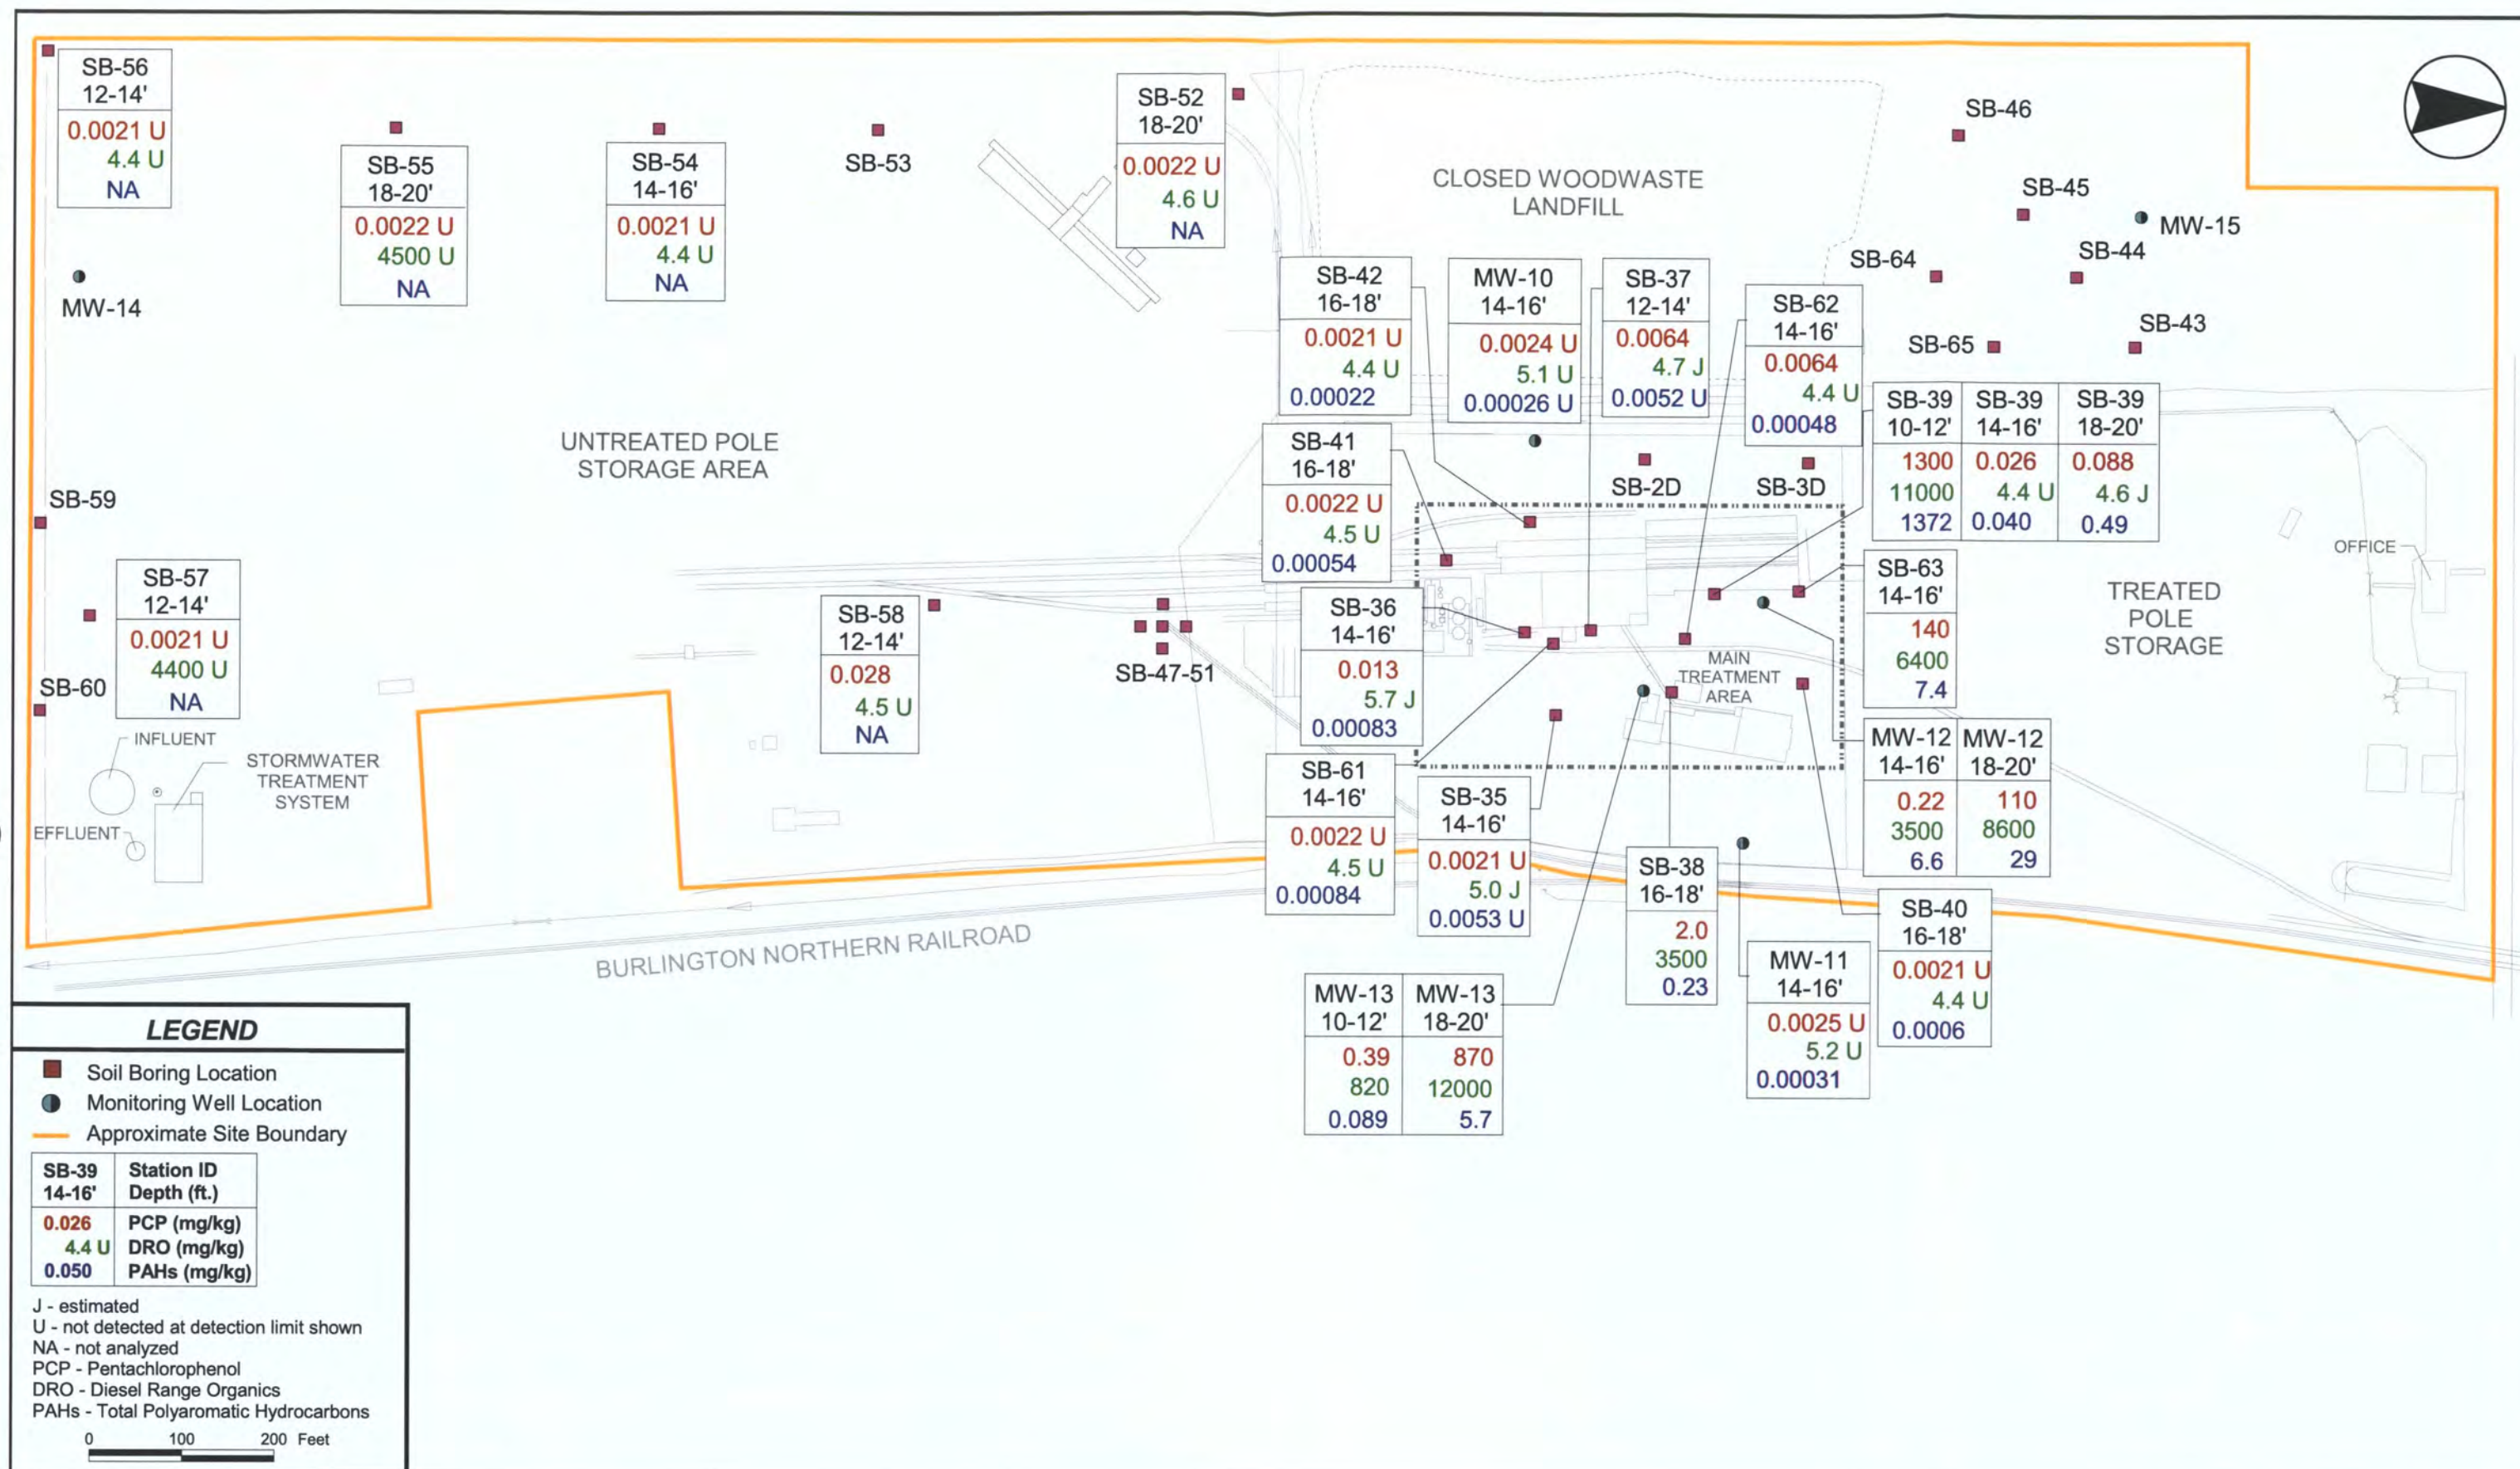 SB-56
12-14'
0.0021 U
4.4 U
NA
SB-55
18-20'
0.0022 U
4500 U
NA
SB-54
14-16'
0.0021 U
4.4 U
NA
SB-53
SB-52
18-20'
0.0022 U
4.6 U
NA
CLOSED WOODWASTE
LANDFILL
SB-46
SB-45
MW-15
SB-44
SB-64
SB-43
SB-65
MW-14
SB-42
16-18'
0.0021 U
4.4 U
0.00022
MW-10
14-16'
0.0024 U
5.1 U
0.00026 U
SB-37
12-14'
0.0064
4.7 J
0.0052 U
SB-62
14-16'
0.0064
4.4 U
0.00048
SB-39 SB-39 SB-39
10-12' 14-16' 18-20'
1300 0.026 0.088
11000 4.4 U 4.6 J
1372 0.040 0.49
UNTREATED POLE
STORAGE AREA
SB-41
16-18'
0.0022 U
4.5 U
0.00054
SB-2D
SB-3D
SB-59
SB-57
12-14'
0.0021 U
4400 U
NA
SB-60
SB-58
12-14'
0.028
4.5 U
NA
SB-47-51
SB-36
14-16'
0.013
5.7 J
0.00083
MAIN
TREATMENT
AREA
SB-63
14-16'
140
6400
7.4
OFFICE
TREATED
POLE
STORAGE
INFLUENT
STORMWATER
TREATMENT
SYSTEM
EFFLUENT
MW-12 MW-12
14-16' 18-20'
0.22 110
3500 8600
6.6 29
SB-61
14-16'
0.0022 U
4.5 U
0.00084
SB-35
14-16'
0.0021 U
5.0 J
0.0053 U
SB-38
16-18'
2.0
3500
0.23
SB-40
16-18'
0.0021 U
4.4 U
0.0006
MW-11
14-16'
0.0025 U
5.2 U
0.00031
BURLINGTON NORTHERN RAILROAD
MW-13 MW-13
10-12' 18-20'
0.39 870
820 12000
0.089 5.7
LEGEND
Soil Boring Location
Monitoring Well Location
Approximate Site Boundary
SB-39 Station ID
14-16' Depth (ft.)
0.026 PCP (mg/kg)
4.4 U DRO (mg/kg)
0.050 PAHs (mg/kg)
J - estimated
U - not detected at detection limit shown
NA - not analyzed
PCP - Pentachlorophenol
DRO - Diesel Range Organics
PAHs - Total Polyaromatic Hydrocarbons
0 100 200 Feet